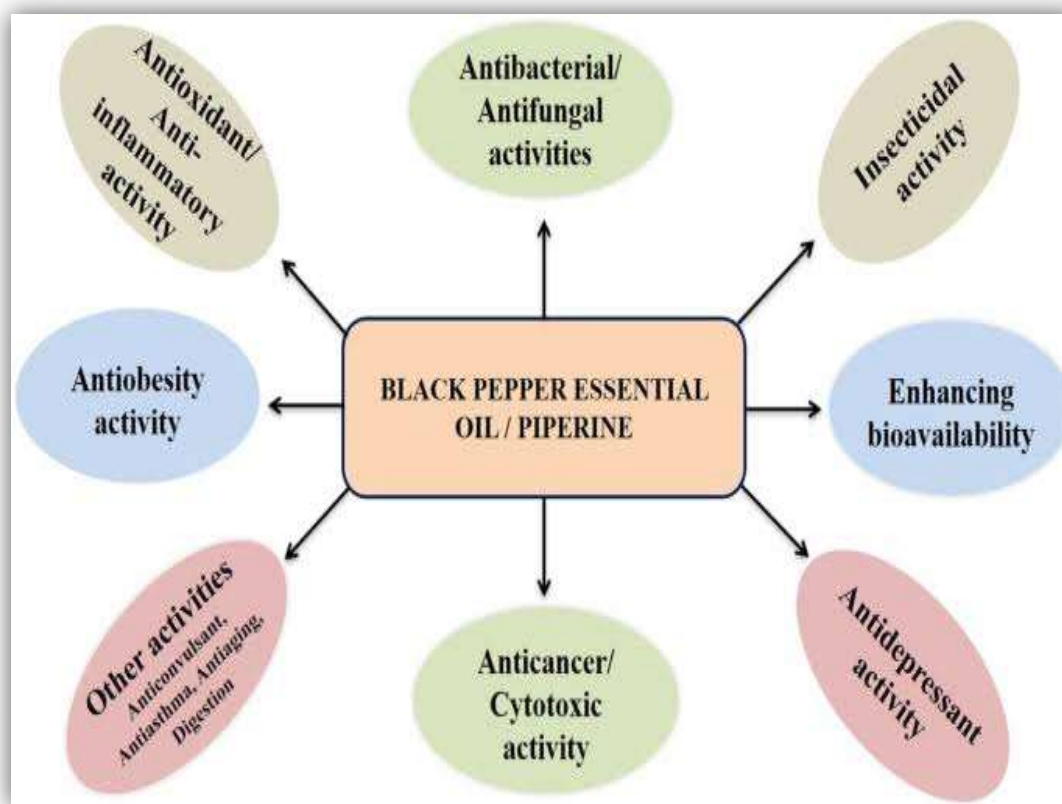 Antioxidant/
Anti-
inflammatory
activity
Antibacterial/
Antifungal
activities
Insecticidal
activity
Antiobesity
activity
BLACK PEPPER ESSENTIAL
OIL / PIPERINE
Enhancing
bioavailability
Other activities
Anticonvulsant,
Antiasthma, Antiaging,
Digestion
Anticancer/
Cytotoxic
activity
Antidepressant
activity